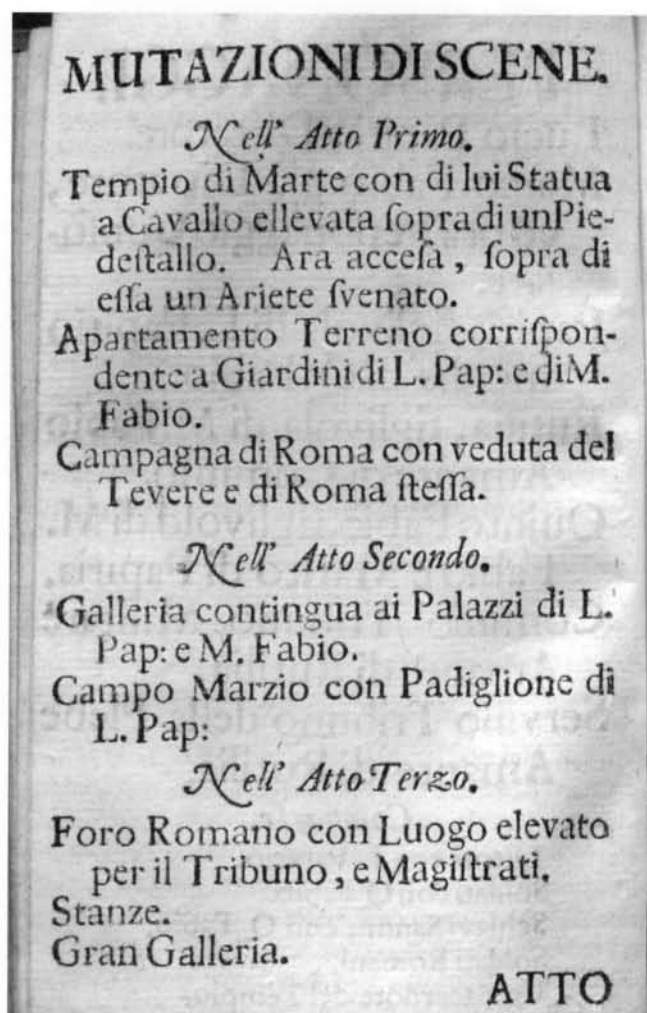 MUTAZIONI DI SCENE.
Nell' Atto Primo.
Tempio di Marte con di lui Statua
a Cavallo ellevata ſopra di un Pie-
deſtallo. Ara acceſa, ſopra di
eſſa un Ariete ſvenato.
Apartamento Terreno corriſpon-
dente a Giardini di L. Pap: e di M.
Fabio.
Campagna di Roma con veduta del
Tevere e di Roma ſteſſa.
Nell' Atto Secondo.
Galleria contingua ai Palazzi di L.
Pap: e M. Fabio.
Campo Marzio con Padiglione di
L. Pap:
Nell' Atto Terzo.
Foro Romano con Luogo elevato
per il Tribuno, e Magiſtrati.
Stanze.
Gran Galleria.
ATTO